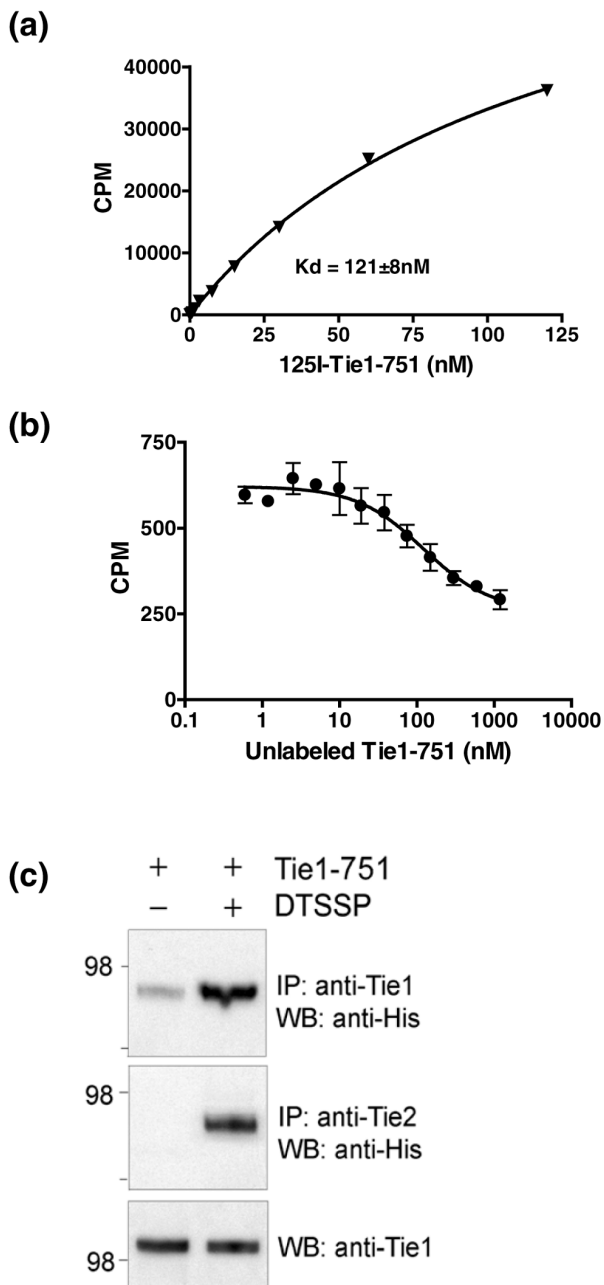 (a)
40000
30000
20000
10000
0
CPM
Kd = 121±8nM
0 25 50 75 100 125
125I-Tie1-751 (nM)
(b)
750
500
250
0
CPM
0.1 1 10 100 1000 10000
Unlabeled Tie1-751 (nM)
(c)
+ + Tie1-751
− + DTSSP
98
IP: anti-Tie1
WB: anti-His
98
IP: anti-Tie2
WB: anti-His
98
WB: anti-Tie1